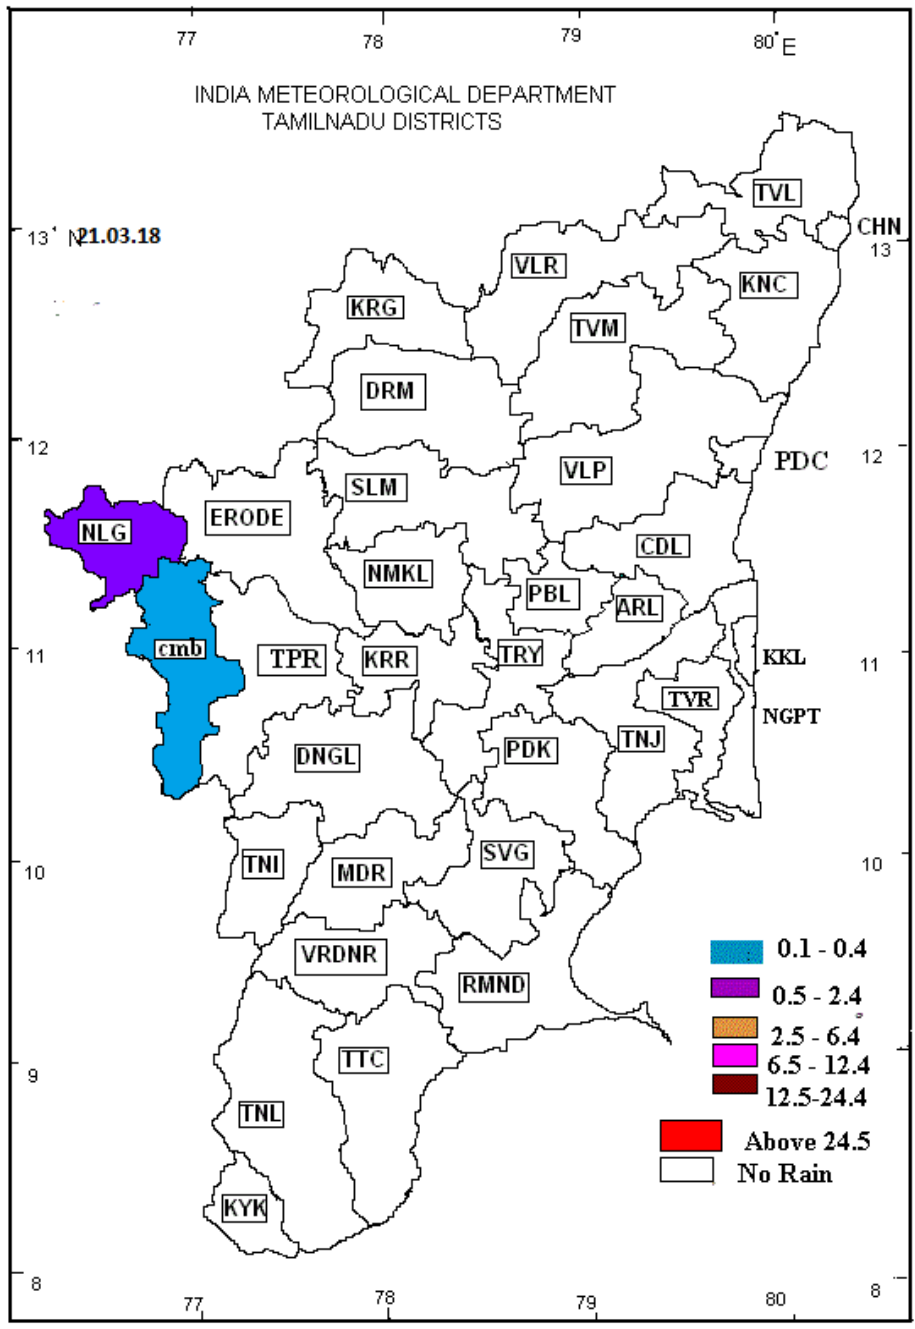 77 78 79 80° E
INDIA METEOROLOGICAL DEPARTMENT
TAMILNADU DISTRICTS
TVL
13° N 21.03.18
CHN
13
VLR
KNC
KRG
TVM
DRM
12
12
VLP
PDC
SLM
ERODE
NLG
CDL
NMKL
PBL
ARL
11
cmb
TPR
KRR
TRY
KKL
11
TVR
NGPT
DNGL
PDK
TNJ
10
TNI
MDR
SVG
10
VRDNR
RMND
0.1 - 0.4
0.5 - 2.4
2.5 - 6.4
6.5 - 12.4
12.5-24.4
Above 24.5
No Rain
9
TTC
TNL
KYK
8
8
77 78 79 80